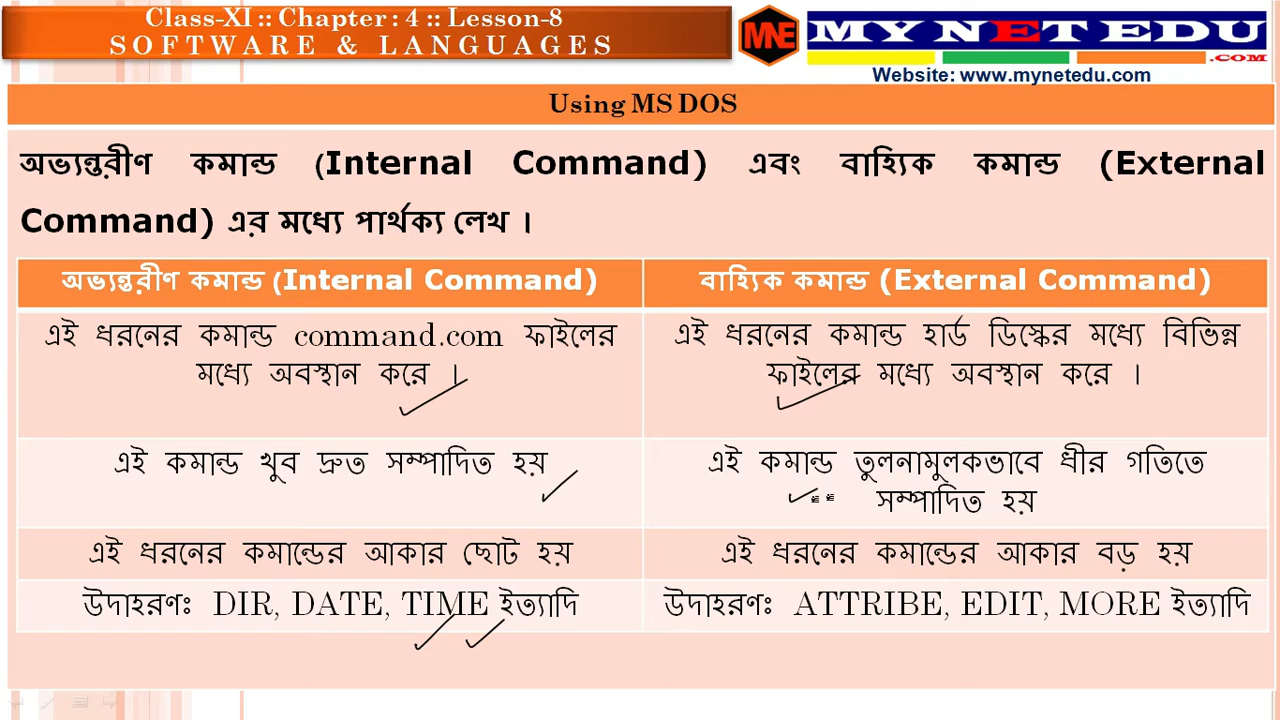 Class-XI :: Chapter : 4 :: Lesson-8
SOFTWARE & LANGUAGES
MNE
MYNETEDU
.COM
Website: www.mynetedu.com
Using MS DOS
অভ্যন্তরীণ কমান্ড (Internal Command) এবং বাহ্যিক কমান্ড (External
Command) এর মধ্যে পার্থক্য লেখ ।
অভ্যন্তরীণ কমান্ড (Internal Command)
বাহ্যিক কমান্ড (External Command)
এই ধরনের কমান্ড command.com ফাইলের
মধ্যে অবস্থান করে ।
এই ধরনের কমান্ড হার্ড ডিস্কের মধ্যে বিভিন্ন
ফাইলের মধ্যে অবস্থান করে ।
এই কমান্ড খুব দ্রুত সম্পাদিত হয়
এই কমান্ড তুলনামুলকভাবে ধীর গতিতে
সম্পাদিত হয়
এই ধরনের কমান্ডের আকার ছোট হয়
এই ধরনের কমান্ডের আকার বড় হয়
উদাহরণঃ DIR, DATE, TIME ইত্যাদি
উদাহরণঃ ATTRIBE, EDIT, MORE ইত্যাদি